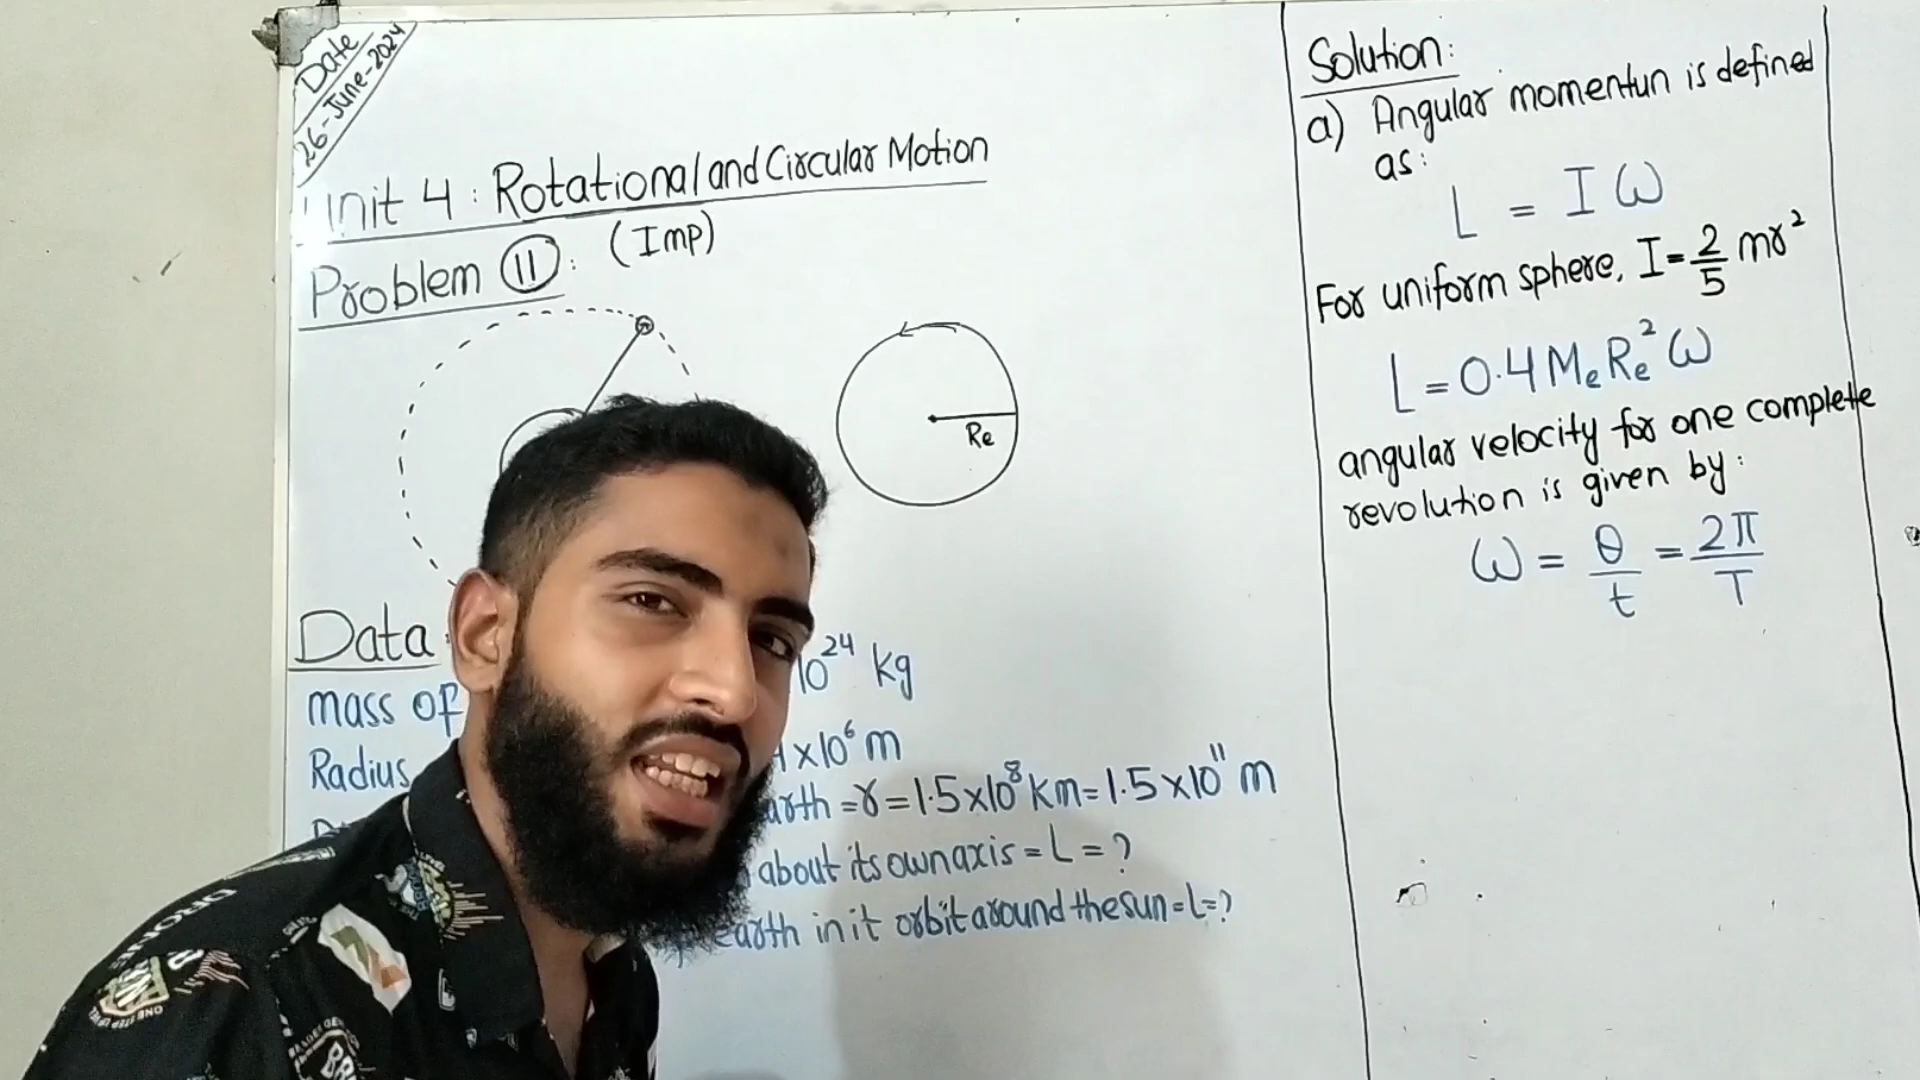 Date
26-June-2024
Unit 4: Rotational and Circular Motion
Problem 11: (Imp)
Re
Data:
mass of 10²⁴ kg
Radius ×10⁶ m
arth = r = 1.5×10⁸ km = 1.5×10¹¹ m
about its own axis = L = ?
earth in it orbit around the sun = L = ?
Solution:
a) Angular momentun is defined
as:
L = I ω
For uniform sphere, I = 2/5 mr²
L = 0.4 Me Re² ω
angular velocity for one complete
revolution is given by:
ω = θ/t = 2π/T